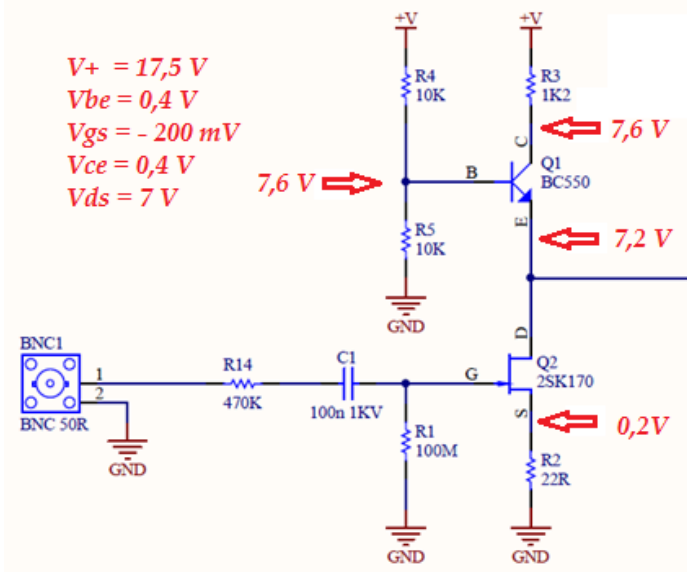 V+ = 17,5 V
Vbe = 0,4 V
Vgs = - 200 mV
Vce = 0,4 V
Vds = 7 V
+V
R4
10K
+V
R3
1K2
C
7,6 V
Q1
BC550
7,6 V
B
E
7,2 V
R5
10K
GND
BNC1
1
2
BNC 50R
GND
R14
470K
C1
100n 1KV
G
D
Q2
2SK170
S
0,2V
R1
100M
GND
R2
22R
GND